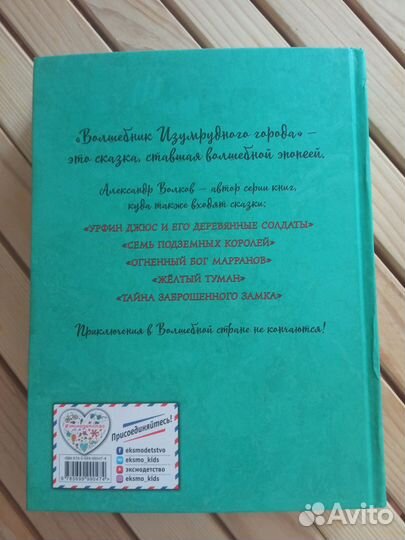 «Волшебник Изумрудного города» —
это сказка, ставшая волшебной эпопеей.
Александр Волков — автор серии книг,
куда также входят сказки:
«УРФИН ДЖЮС И ЕГО ДЕРЕВЯННЫЕ СОЛДАТЫ»
«СЕМЬ ПОДЗЕМНЫХ КОРОЛЕЙ»
«ОГНЕННЫЙ БОГ МАРРАНОВ»
«ЖЁЛТЫЙ ТУМАН»
«ТАЙНА ЗАБРОШЕННОГО ЗАМКА»
Приключения в Волшебной стране не кончаются!
Присоединяйтесь!
eksmodetstvo
eksmo_kids
эксмодетство
eksmo_kids
Avito